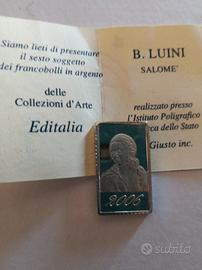 Siamo lieti di presentare
il sesto soggetto
dei francobolli in argento
delle
Collezioni d'Arte
Editalia
B. LUINI
SALOME'
realizzato presso
l'Istituto Poligrafico
ca dello Stato
Giusto inc.
2006
subito